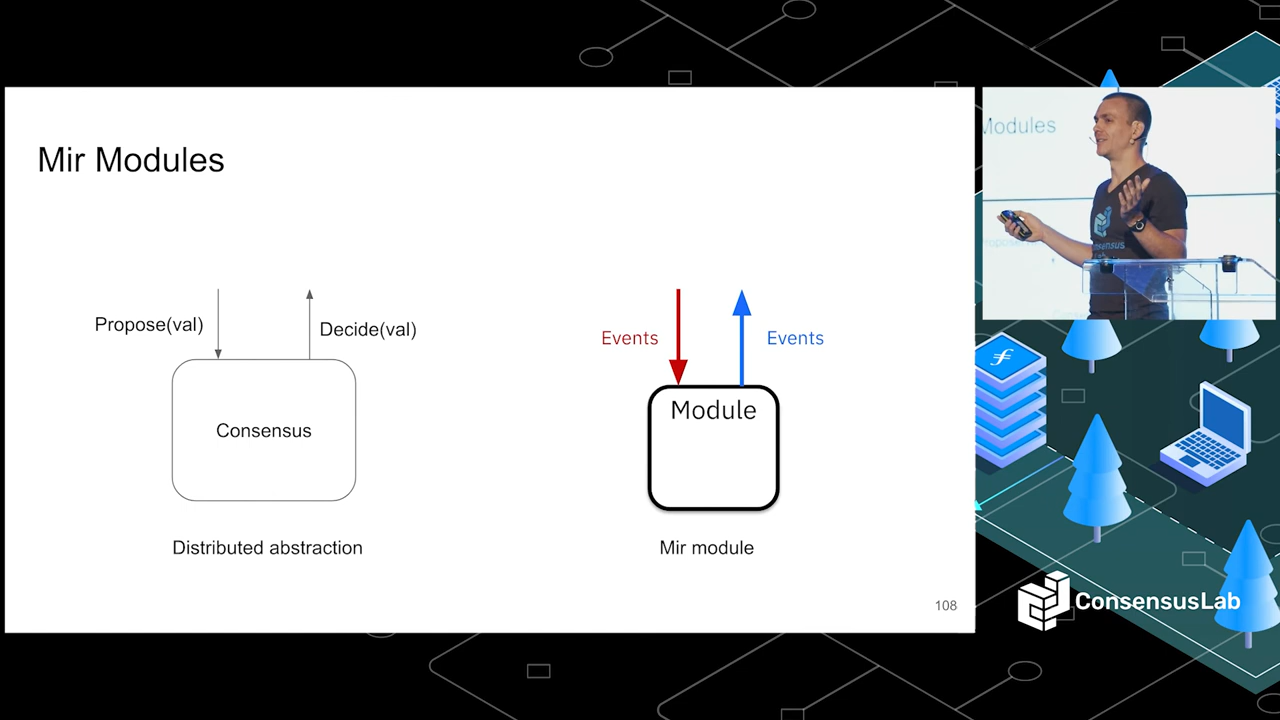 Mir Modules
Propose(val)
Decide(val)
Consensus
Distributed abstraction
Events
Events
Module
Mir module
108
Modules
ConsensusLab